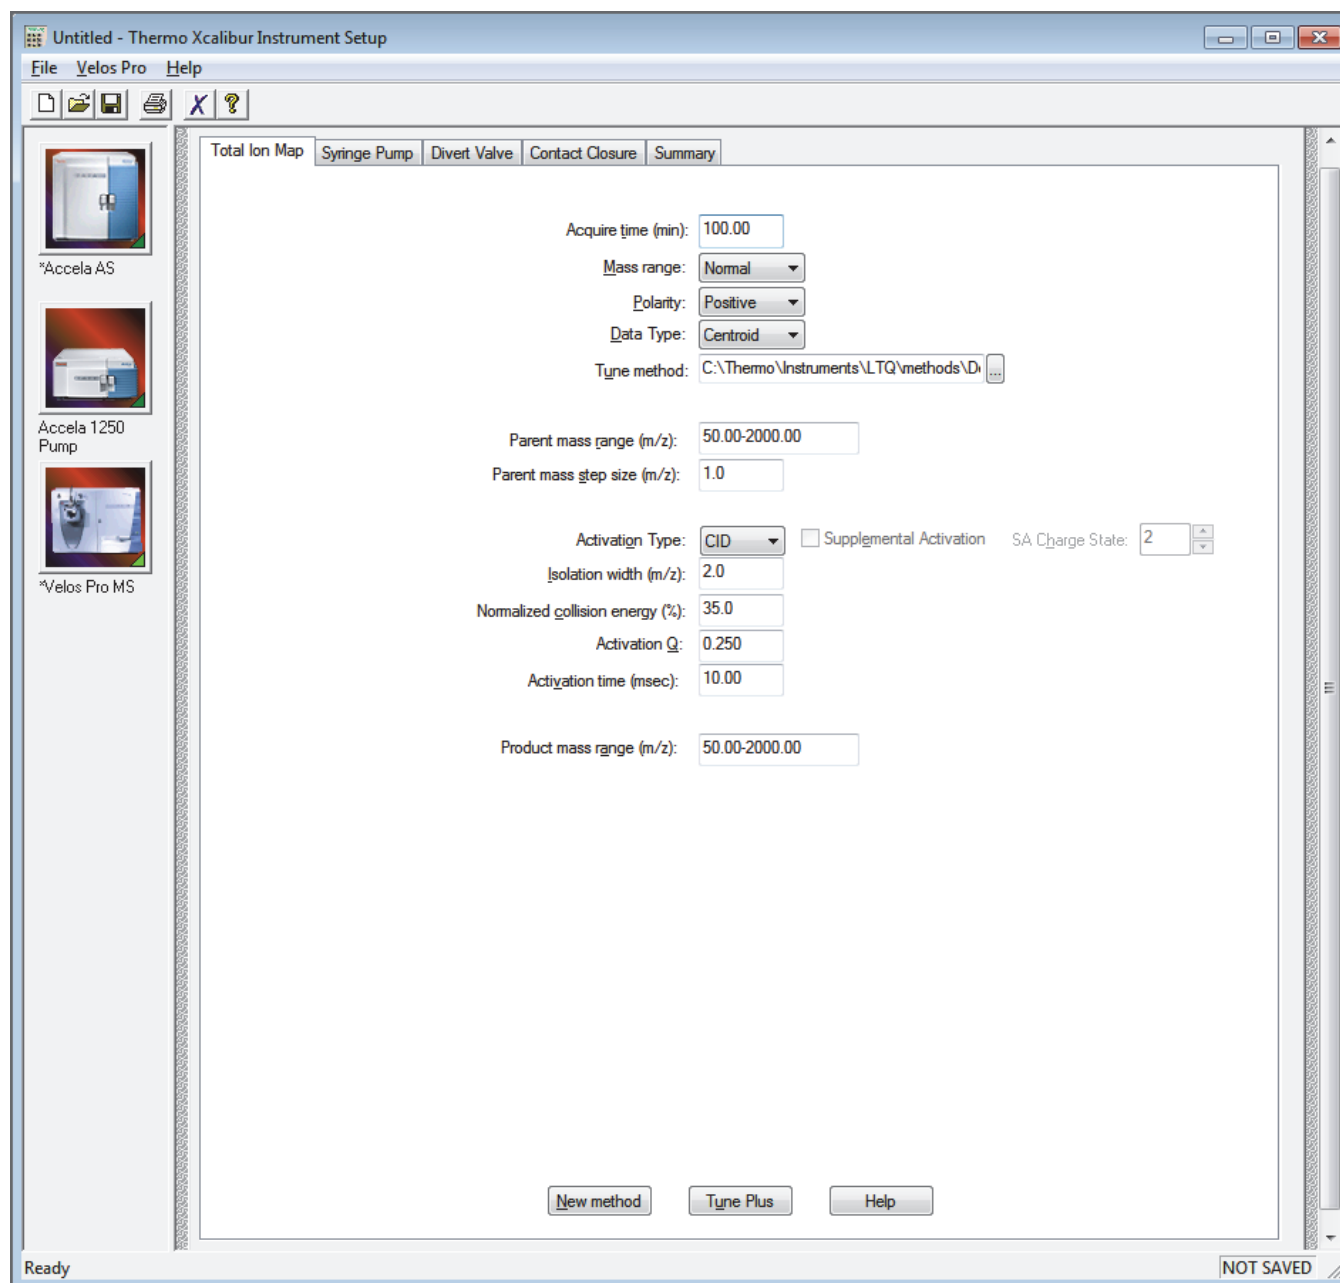 Untitled - Thermo Xcalibur Instrument Setup
File Velos Pro Help
Total Ion Map Syringe Pump Divert Valve Contact Closure Summary
*Accela AS
Accela 1250
Pump
*Velos Pro MS
Acquire time (min): 100.00
Mass range: Normal
Polarity: Positive
Data Type: Centroid
Tune method: C:\Thermo\Instruments\LTQ\methods\D ...
Parent mass range (m/z): 50.00-2000.00
Parent mass step size (m/z): 1.0
Activation Type: CID Supplemental Activation SA Charge State: 2
Isolation width (m/z): 2.0
Normalized collision energy (%): 35.0
Activation Q: 0.250
Activation time (msec): 10.00
Product mass range (m/z): 50.00-2000.00
New method Tune Plus Help
Ready NOT SAVED